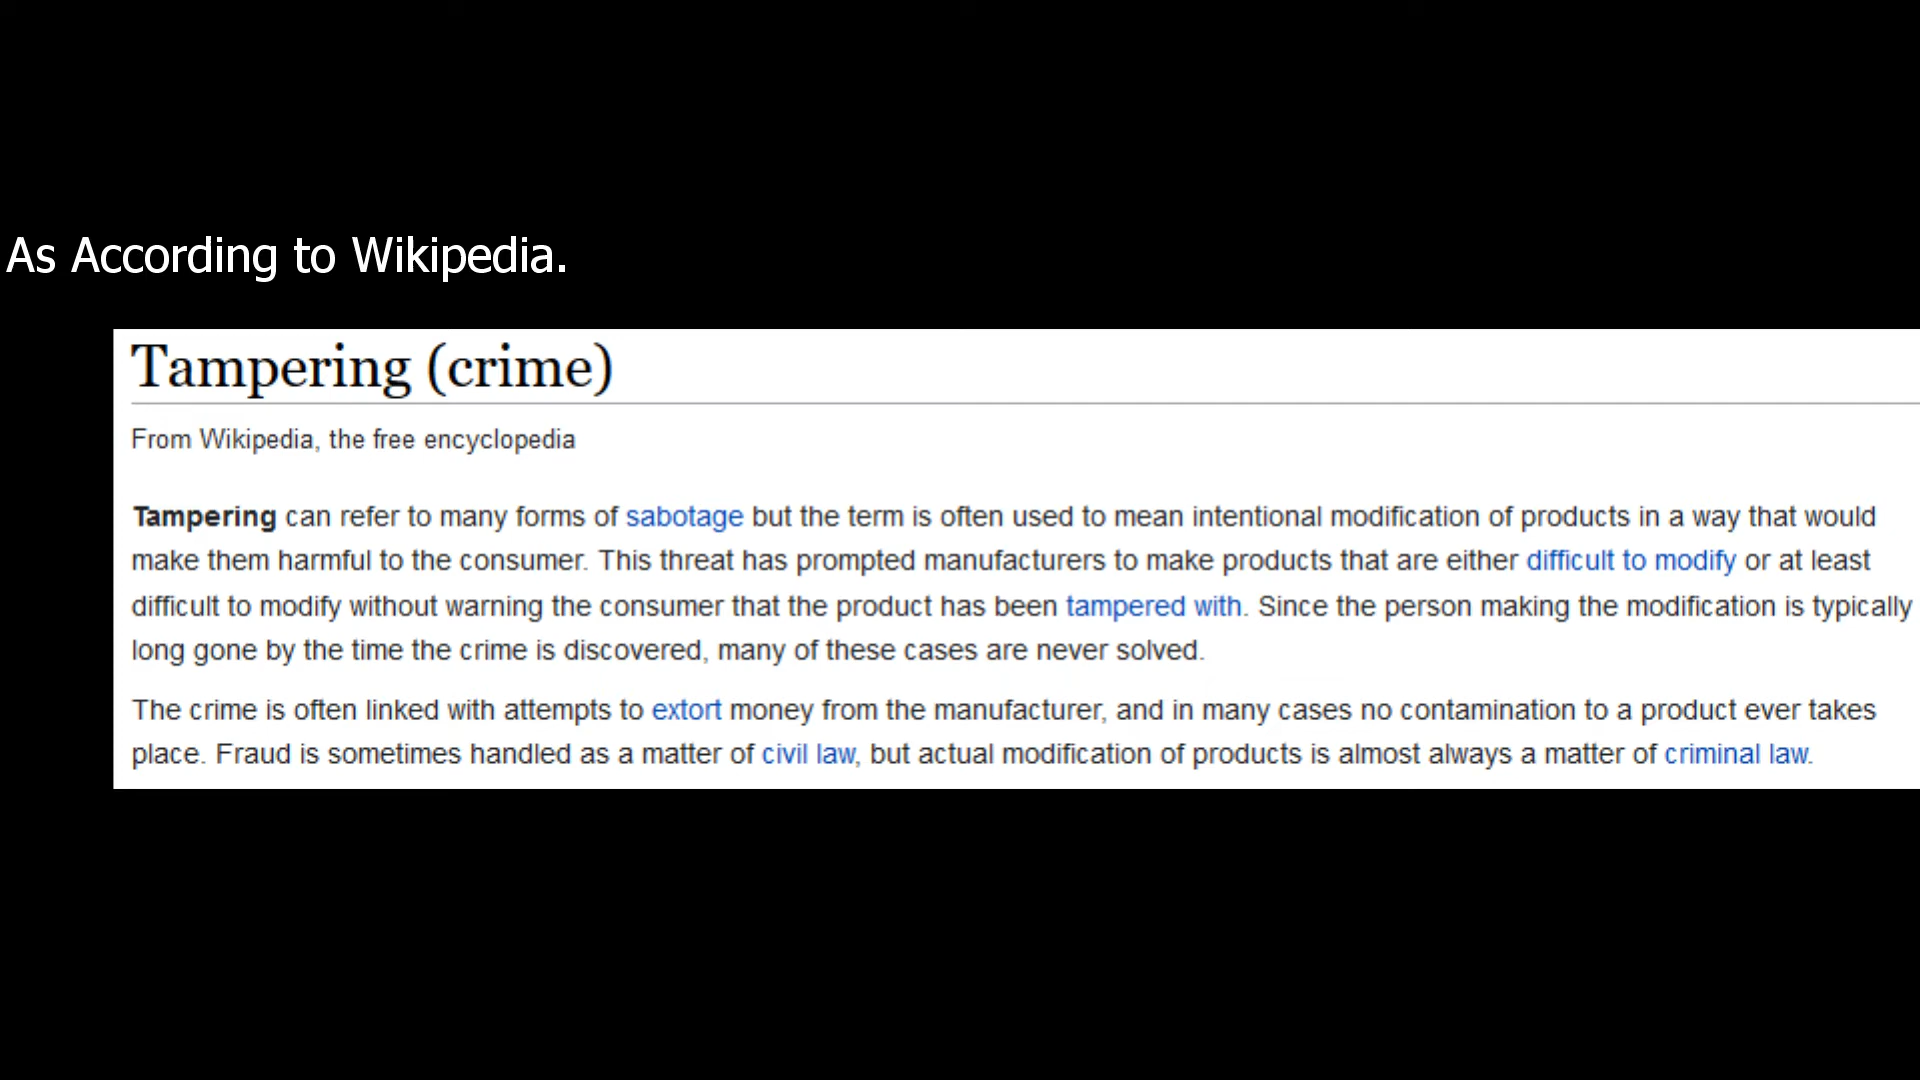 As According to Wikipedia.
Tampering (crime)
From Wikipedia, the free encyclopedia
Tampering can refer to many forms of sabotage but the term is often used to mean intentional modification of products in a way that would
make them harmful to the consumer. This threat has prompted manufacturers to make products that are either difficult to modify or at least
difficult to modify without warning the consumer that the product has been tampered with. Since the person making the modification is typically
long gone by the time the crime is discovered, many of these cases are never solved.
The crime is often linked with attempts to extort money from the manufacturer, and in many cases no contamination to a product ever takes
place. Fraud is sometimes handled as a matter of civil law, but actual modification of products is almost always a matter of criminal law.